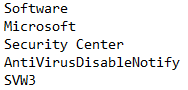 Software
Microsoft
Security Center
AntiVirusDisableNotify
SVW3